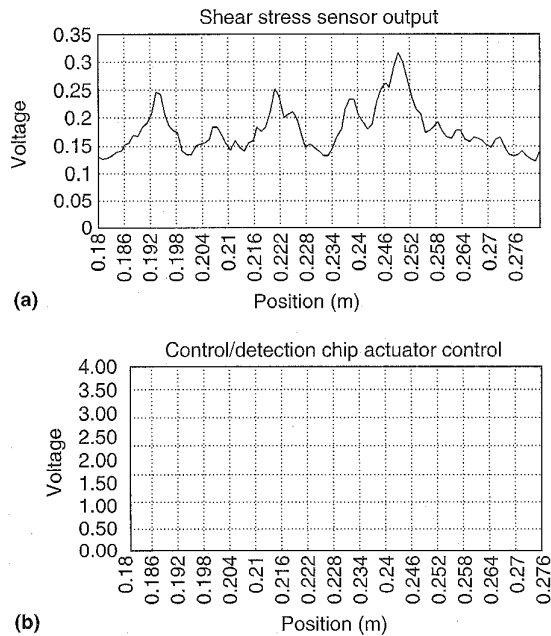 Shear stress sensor output
0.35
0.3
0.25
0.2
0.15
0.1
0.05
0
Voltage
0.18 0.186 0.192 0.198 0.204 0.21 0.216 0.222 0.228 0.234 0.24 0.246 0.252 0.258 0.264 0.27 0.276
(a) Position (m)
Control/detection chip actuator control
4.00
3.50
3.00
2.50
2.00
1.50
1.00
0.50
0.00
Voltage
0.18 0.186 0.192 0.198 0.204 0.21 0.216 0.222 0.228 0.234 0.24 0.246 0.252 0.258 0.264 0.27 0.276
(b) Position (m)